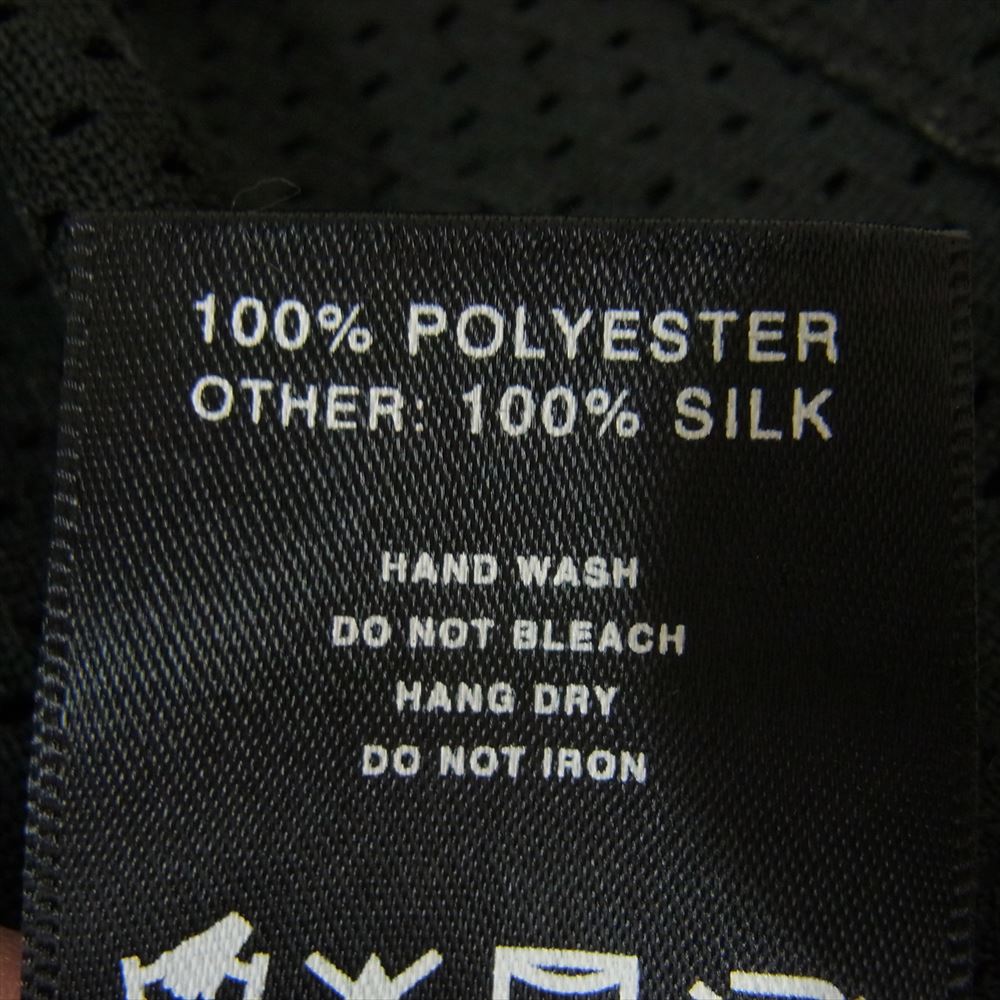 100% POLYESTER
OTHER: 100% SILK
HAND WASH
DO NOT BLEACH
HANG DRY
DO NOT IRON